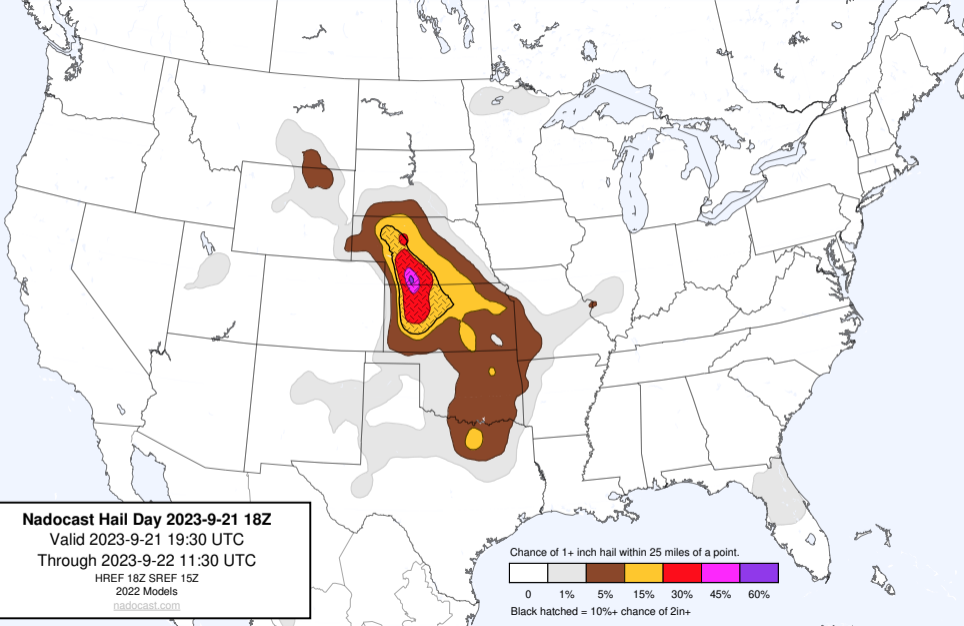 Nadocast Hail Day 2023-9-21 18Z
Valid 2023-9-21 19:30 UTC
Through 2023-9-22 11:30 UTC
HREF 18Z SREF 15Z
2022 Models
nadocast.com
Chance of 1+ inch hail within 25 miles of a point.
0 1% 5% 15% 30% 45% 60%
Black hatched = 10%+ chance of 2in+